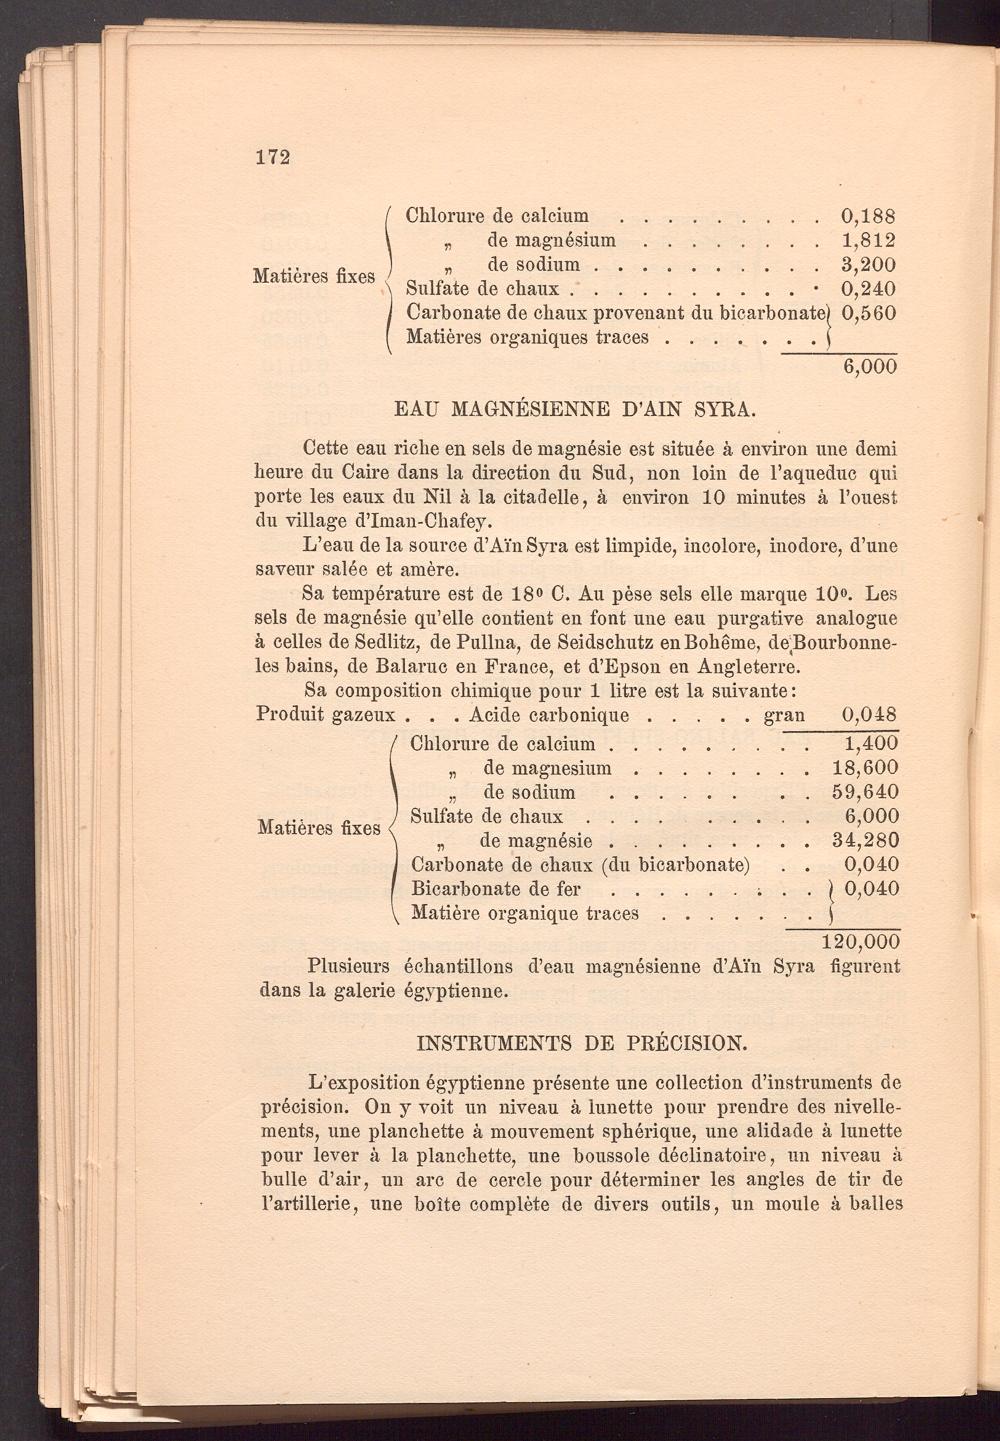 172
Chlorure de calcium . . . . . . . . . 0,188
„ de magnésium . . . . . . . . 1,812
„ de sodium . . . . . . . . . . 3,200
Matières fixes
Sulfate de chaux . . . . . . . . . . . 0,240
Carbonate de chaux provenant du bicarbonate} 0,560
Matières organiques traces . . . . . . . }
6,000
EAU MAGNÉSIENNE D'AIN SYRA.
Cette eau riche en sels de magnésie est située à environ une demi
heure du Caire dans la direction du Sud, non loin de l'aqueduc qui
porte les eaux du Nil à la citadelle, à environ 10 minutes à l'ouest
du village d'Iman-Chafey.
L'eau de la source d'Aïn Syra est limpide, incolore, inodore, d'une
saveur salée et amère.
Sa température est de 18º C. Au pèse sels elle marque 10º. Les
sels de magnésie qu'elle contient en font une eau purgative analogue
à celles de Sedlitz, de Pullna, de Seidschutz en Bohême, de Bourbonne-
les bains, de Balaruc en France, et d'Epson en Angleterre.
Sa composition chimique pour 1 litre est la suivante:
Produit gazeux . . . Acide carbonique . . . . . gran 0,048
Chlorure de calcium . . . . . . . . . 1,400
„ de magnesium . . . . . . . . 18,600
„ de sodium . . . . . . . . 59,640
Sulfate de chaux . . . . . . . . . 6,000
Matières fixes
„ de magnésie . . . . . . . . . 34,280
Carbonate de chaux (du bicarbonate) . . 0,040
Bicarbonate de fer . . . . . . . . . } 0,040
Matière organique traces . . . . . . . }
120,000
Plusieurs échantillons d'eau magnésienne d'Aïn Syra figurent
dans la galerie égyptienne.
INSTRUMENTS DE PRÉCISION.
L'exposition égyptienne présente une collection d'instruments de
précision. On y voit un niveau à lunette pour prendre des nivelle-
ments, une planchette à mouvement sphérique, une alidade à lunette
pour lever à la planchette, une boussole déclinatoire, un niveau à
bulle d'air, un arc de cercle pour déterminer les angles de tir de
l'artillerie, une boîte complète de divers outils, un moule à balles